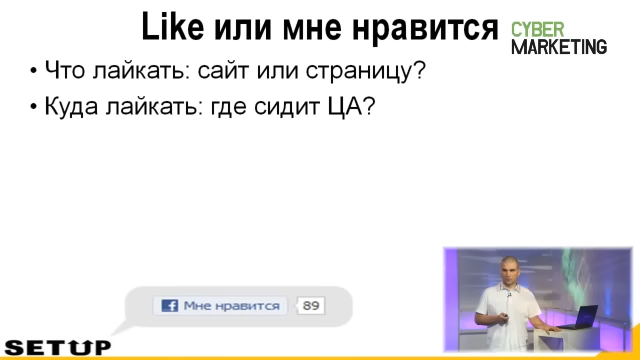 Like или мне нравится
CYBER
MARKETING
• Что лайкать: сайт или страницу?
• Куда лайкать: где сидит ЦА?
f Мне нравится 89
SETUP